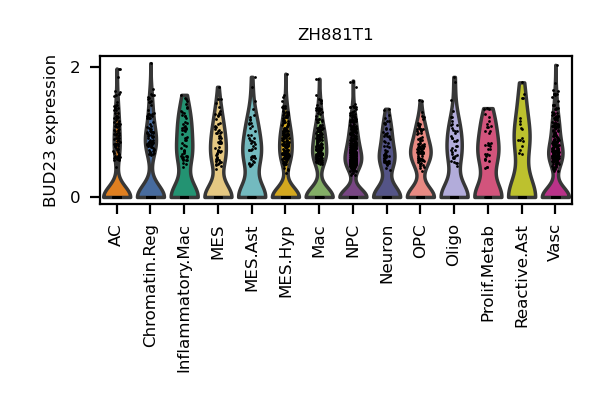 ZH881T1
BUD23 expression
2
0
AC
Chromatin.Reg
Inflammatory.Mac
MES
MES.Ast
MES.Hyp
Mac
NPC
Neuron
OPC
Oligo
Prolif.Metab
Reactive.Ast
Vasc